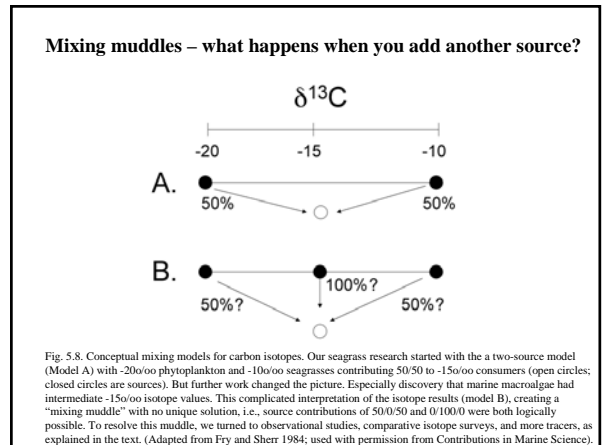 Mixing muddles – what happens when you add another source?
δ13C
-20 -15 -10
A.
50% 50%
B.
100%?
50%? 50%?
Fig. 5.8. Conceptual mixing models for carbon isotopes. Our seagrass research started with the a two-source model
(Model A) with -20o/oo phytoplankton and -10o/oo seagrasses contributing 50/50 to -15o/oo consumers (open circles;
closed circles are sources). But further work changed the picture. Especially discovery that marine macroalgae had
intermediate -15o/oo isotope values. This complicated interpretation of the isotope results (model B), creating a
“mixing muddle” with no unique solution, i.e., source contributions of 50/0/50 and 0/100/0 were both logically
possible. To resolve this muddle, we turned to observational studies, comparative isotope surveys, and more tracers, as
explained in the text. (Adapted from Fry and Sherr 1984; used with permission from Contributions in Marine Science).